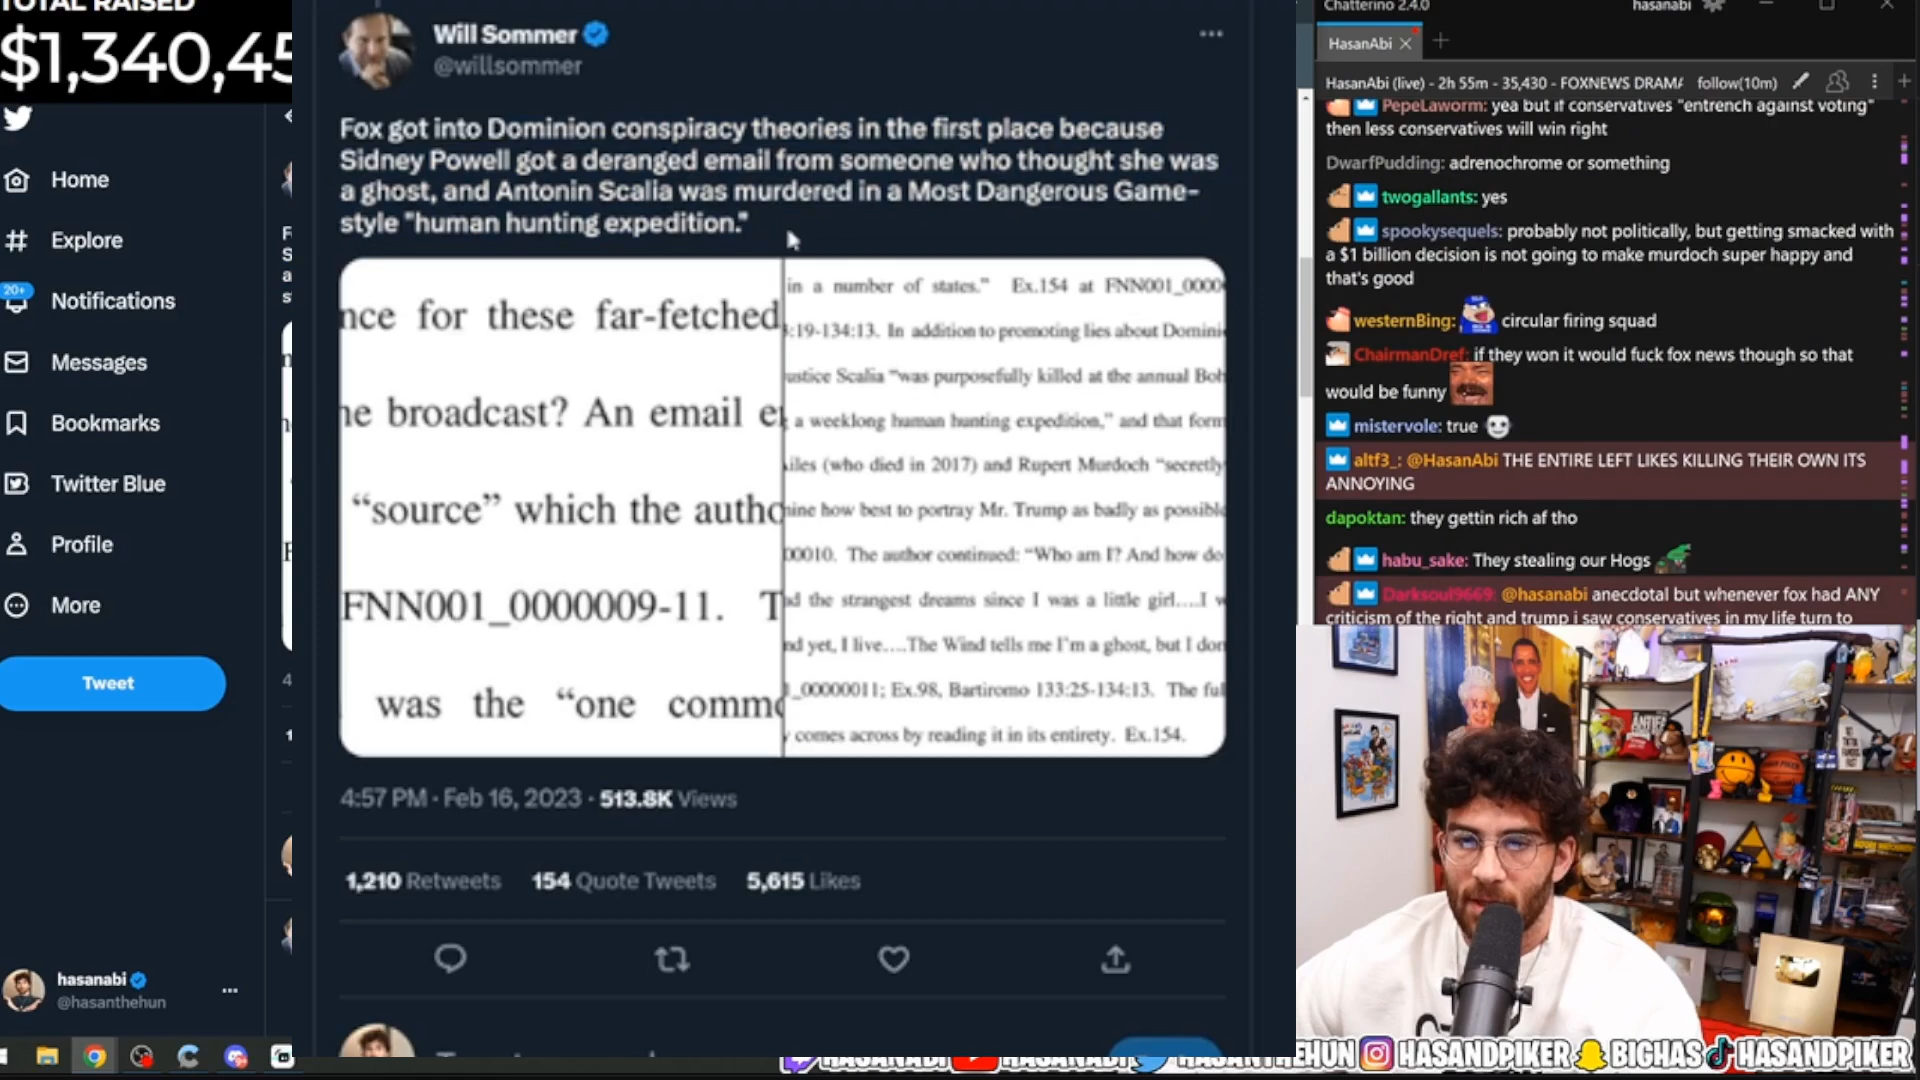 TOTAL RAISED
$1,340,45
Home
Explore
20+
Notifications
Messages
Bookmarks
Twitter Blue
Profile
More
Tweet
hasanabi
@hasanthehun
Will Sommer
@willsommer
Fox got into Dominion conspiracy theories in the first place because
Sidney Powell got a deranged email from someone who thought she was
a ghost, and Antonin Scalia was murdered in a Most Dangerous Game-
style "human hunting expedition."
nce for these far-fetched
he broadcast? An email e
“source” which the autho
FNN001_0000009-11. T
was the “one comm
in a number of states.” Ex.154 at FNN001_0000
:19-134:13. In addition to promoting lies about Domini
ustice Scalia “was purposefully killed at the annual Boh
a weeklong human hunting expedition,” and that form
iles (who died in 2017) and Rupert Murdoch “secretly
ine how best to portray Mr. Trump as badly as possible
00010. The author continued: “Who am I? And how do
d the strangest dreams since I was a little girl....I w
nd yet, I live....The Wind tells me I’m a ghost, but I don
_00000011; Ex.98, Bartiromo 133:25-134:13. The ful
y comes across by reading it in its entirety. Ex.154.
4:57 PM · Feb 16, 2023 · 513.8K Views
1,210 Retweets 154 Quote Tweets 5,615 Likes
Chatterino 2.4.0 hasanabi
HasanAbi
HasanAbi (live) - 2h 55m - 35,430 - FOXNEWS DRAMA follow(10m)
PepeLaworm: yea but if conservatives "entrench against voting"
then less conservatives will win right
DwarfPudding: adrenochrome or something
twogallants: yes
spookysequels: probably not politically, but getting smacked with
a $1 billion decision is not going to make murdoch super happy and
that's good
westernBing: circular firing squad
ChairmanDref: if they won it would fuck fox news though so that
would be funny
mistervole: true
altf3_: @HasanAbi THE ENTIRE LEFT LIKES KILLING THEIR OWN ITS
ANNOYING
dapoktan: they gettin rich af tho
habu_sake: They stealing our Hogs
Darksoul9669: @hasanabi anecdotal but whenever fox had ANY
criticism of the right and trump i saw conservatives in my life turn to
ANTIFA
HASANABI HASANABI HASANTHEHUN HASANDPIKER BIGHAS HASANDPIKER